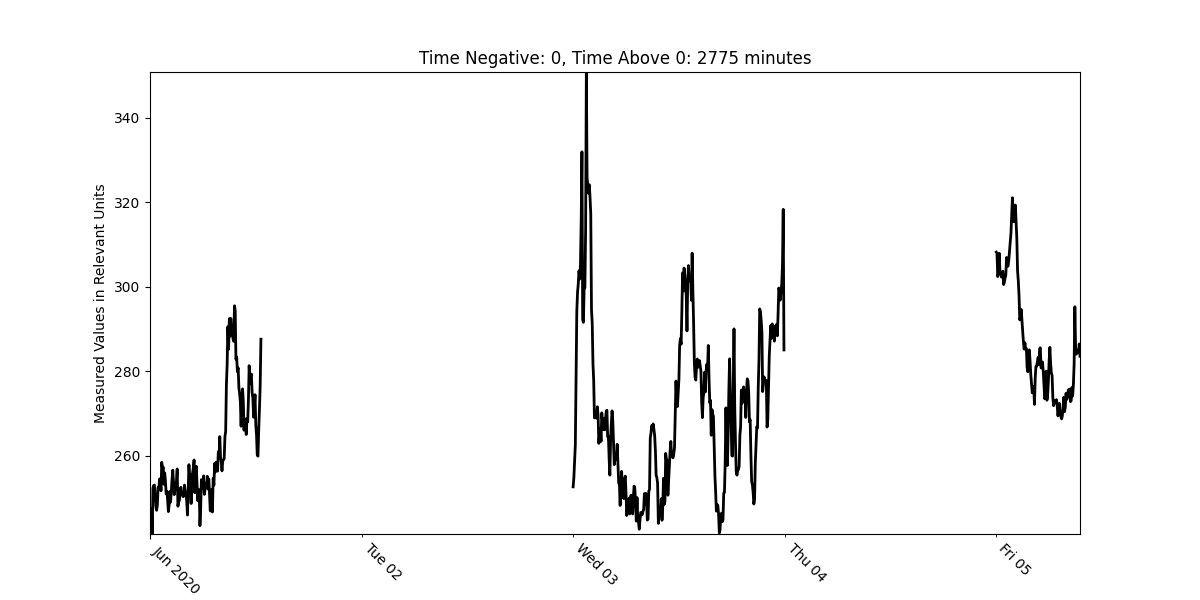 Time Negative: 0, Time Above 0: 2775 minutes
Measured Values in Relevant Units
340
320
300
280
260
Jun 2020
Tue 02
Wed 03
Thu 04
Fri 05